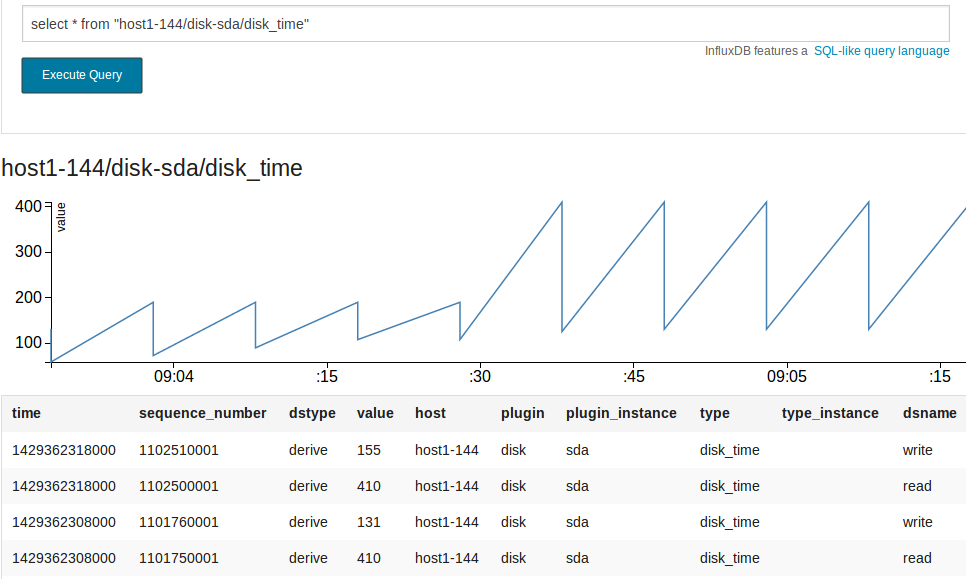 select * from "host1-144/disk-sda/disk_time"
InfluxDB features a SQL-like query language
Execute Query
host1-144/disk-sda/disk_time
400
value
300
200
100
09:04 :15 :30 :45 09:05 :15
time sequence_number dstype value host plugin plugin_instance type type_instance dsname
1429362318000 1102510001 derive 155 host1-144 disk sda disk_time write
1429362318000 1102500001 derive 410 host1-144 disk sda disk_time read
1429362308000 1101760001 derive 131 host1-144 disk sda disk_time write
1429362308000 1101750001 derive 410 host1-144 disk sda disk_time read